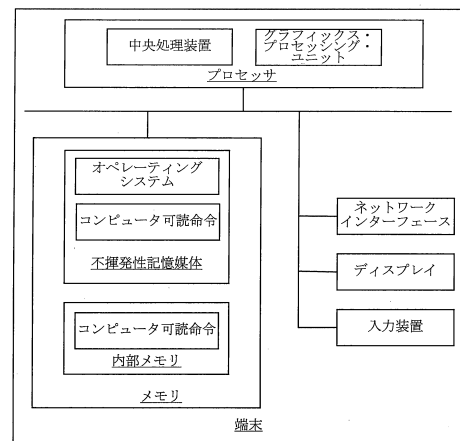 中央処理装置
グラフィックス・
プロセッシング・
ユニット
プロセッサ
オペレーティング
システム
コンピュータ可読命令
不揮発性記憶媒体
コンピュータ可読命令
内部メモリ
メモリ
ネットワーク
インターフェース
ディスプレイ
入力装置
端末